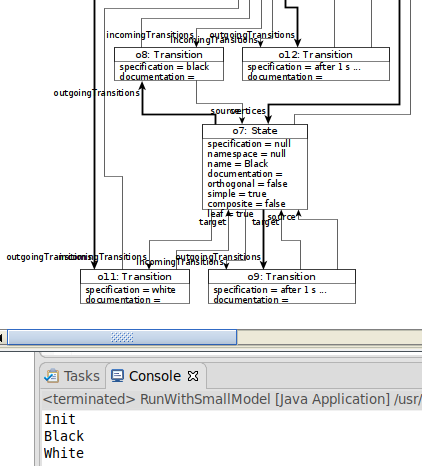 incomingTransitions outgoingTransitions
incomingTransitions
o8: Transition
specification = black
documentation =
o12: Transition
specification = after 1 s ...
documentation =
outgoingTransitions
source vertices
o7: State
specification = null
namespace = null
name = Black
documentation =
orthogonal = false
simple = true
composite = false
leaf = true
target target source
outgoingTransitions incomingTransitions outgoingTransitions
incomingTransitions
o11: Transition
specification = white
documentation =
o9: Transition
specification = after 1 s ...
documentation =
Tasks Console
<terminated> RunWithSmallModel [Java Application] /usr/
Init
Black
White